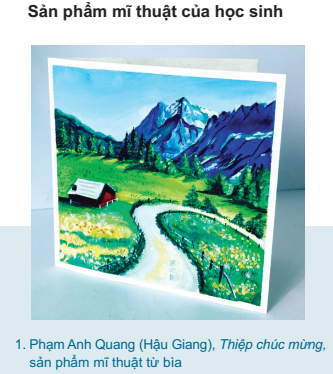 Sản phẩm mĩ thuật của học sinh
1. Phạm Anh Quang (Hậu Giang), Thiệp chúc mừng,
sản phẩm mĩ thuật từ bìa